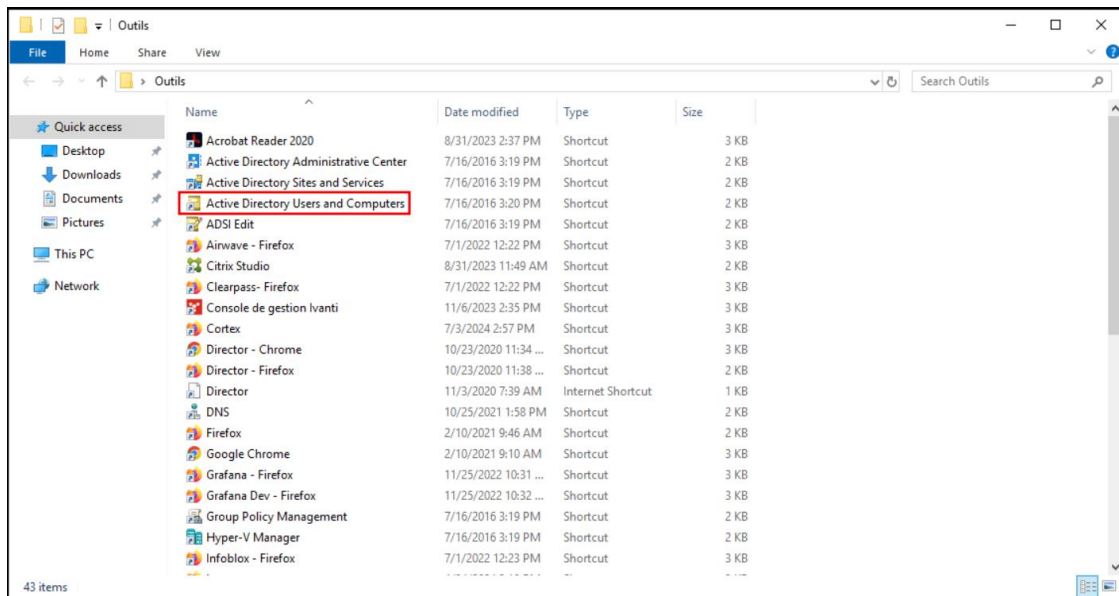 Outils
File Home Share View
Outils Search Outils
Name Date modified Type Size
Quick access
Desktop
Downloads
Documents
Pictures
This PC
Network
Acrobat Reader 2020 8/31/2023 2:37 PM Shortcut 3 KB
Active Directory Administrative Center 7/16/2016 3:19 PM Shortcut 2 KB
Active Directory Sites and Services 7/16/2016 3:19 PM Shortcut 2 KB
Active Directory Users and Computers 7/16/2016 3:20 PM Shortcut 2 KB
ADSI Edit 7/16/2016 3:19 PM Shortcut 2 KB
Airwave - Firefox 7/1/2022 12:22 PM Shortcut 3 KB
Citrix Studio 8/31/2023 11:49 AM Shortcut 2 KB
Clearpass- Firefox 7/1/2022 12:22 PM Shortcut 3 KB
Console de gestion Ivanti 11/6/2023 2:35 PM Shortcut 3 KB
Cortex 7/3/2024 2:57 PM Shortcut 3 KB
Director - Chrome 10/23/2020 11:34 ... Shortcut 3 KB
Director - Firefox 10/23/2020 11:38 ... Shortcut 2 KB
Director 11/3/2020 7:39 AM Internet Shortcut 1 KB
DNS 10/25/2021 1:58 PM Shortcut 2 KB
Firefox 2/10/2021 9:46 AM Shortcut 2 KB
Google Chrome 2/10/2021 9:10 AM Shortcut 3 KB
Grafana - Firefox 11/25/2022 10:31 ... Shortcut 3 KB
Grafana Dev - Firefox 11/25/2022 10:32 ... Shortcut 3 KB
Group Policy Management 7/16/2016 3:19 PM Shortcut 2 KB
Hyper-V Manager 7/16/2016 3:19 PM Shortcut 2 KB
Infoblox - Firefox 7/1/2022 12:23 PM Shortcut 3 KB
43 items